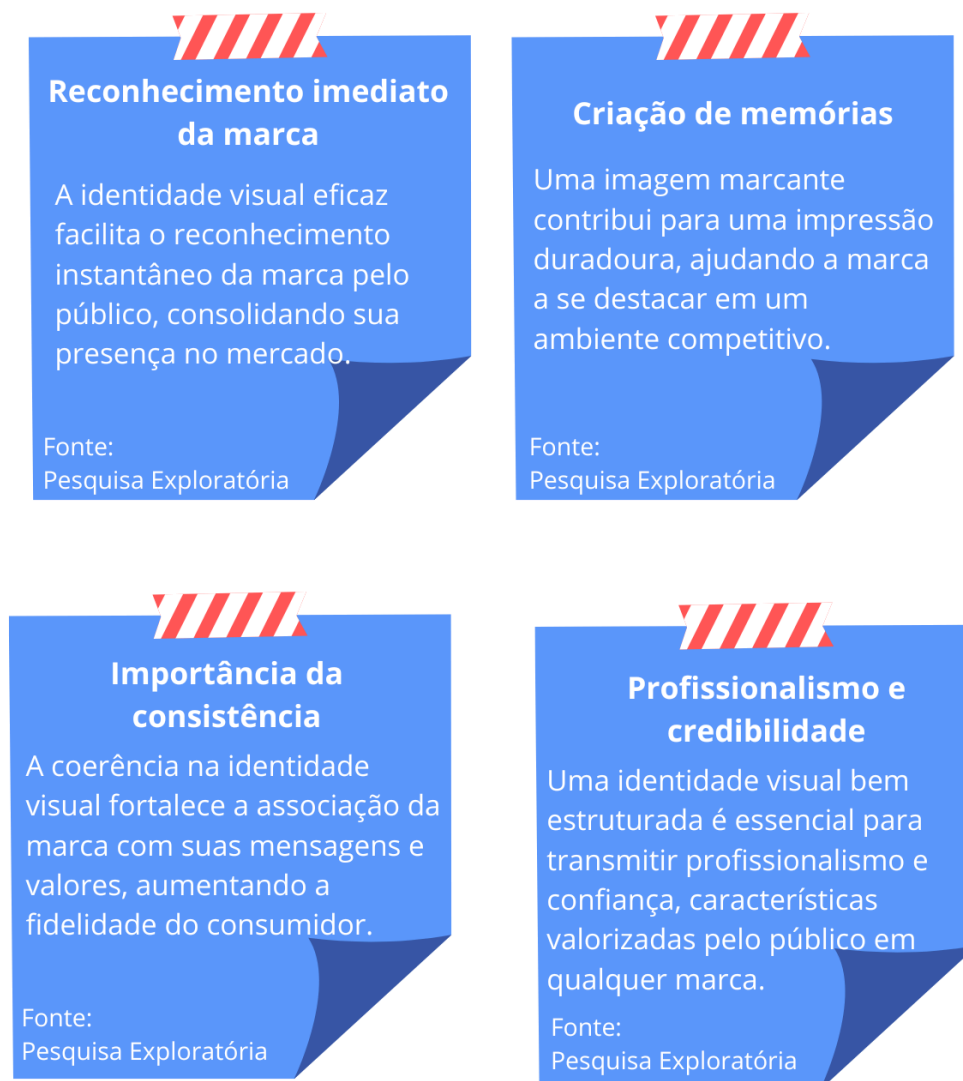 Reconhecimento imediato
da marca
A identidade visual eficaz
facilita o reconhecimento
instantâneo da marca pelo
público, consolidando sua
presença no mercado.
Fonte:
Pesquisa Exploratória
Criação de memórias
Uma imagem marcante
contribui para uma impressão
duradoura, ajudando a marca
a se destacar em um
ambiente competitivo.
Fonte:
Pesquisa Exploratória
Importância da
consistência
A coerência na identidade
visual fortalece a associação da
marca com suas mensagens e
valores, aumentando a
fidelidade do consumidor.
Fonte:
Pesquisa Exploratória
Profissionalismo e
credibilidade
Uma identidade visual bem
estruturada é essencial para
transmitir profissionalismo e
confiança, características
valorizadas pelo público em
qualquer marca.
Fonte:
Pesquisa Exploratória